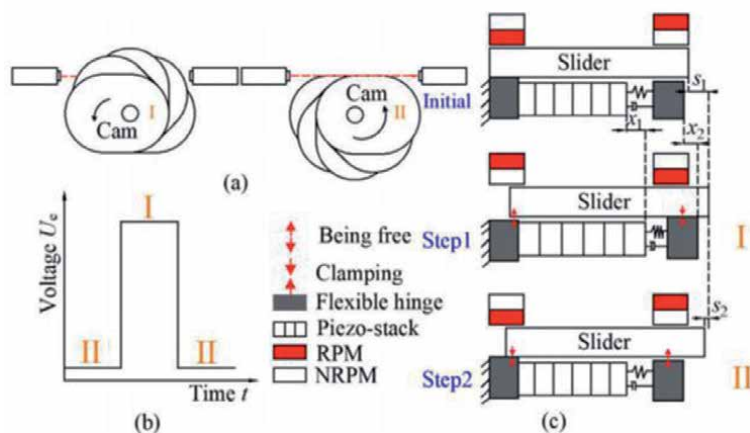 I
Cam
II
Cam
(a)
I
II
II
Voltage Uₑ
Time t
(b)
Being free
Clamping
Flexible hinge
Piezo-stack
RPM
NRPM
Slider
Initial
s₁
x₁
x₂
Slider
Step1
I
s₂
Slider
Step2
II
(c)